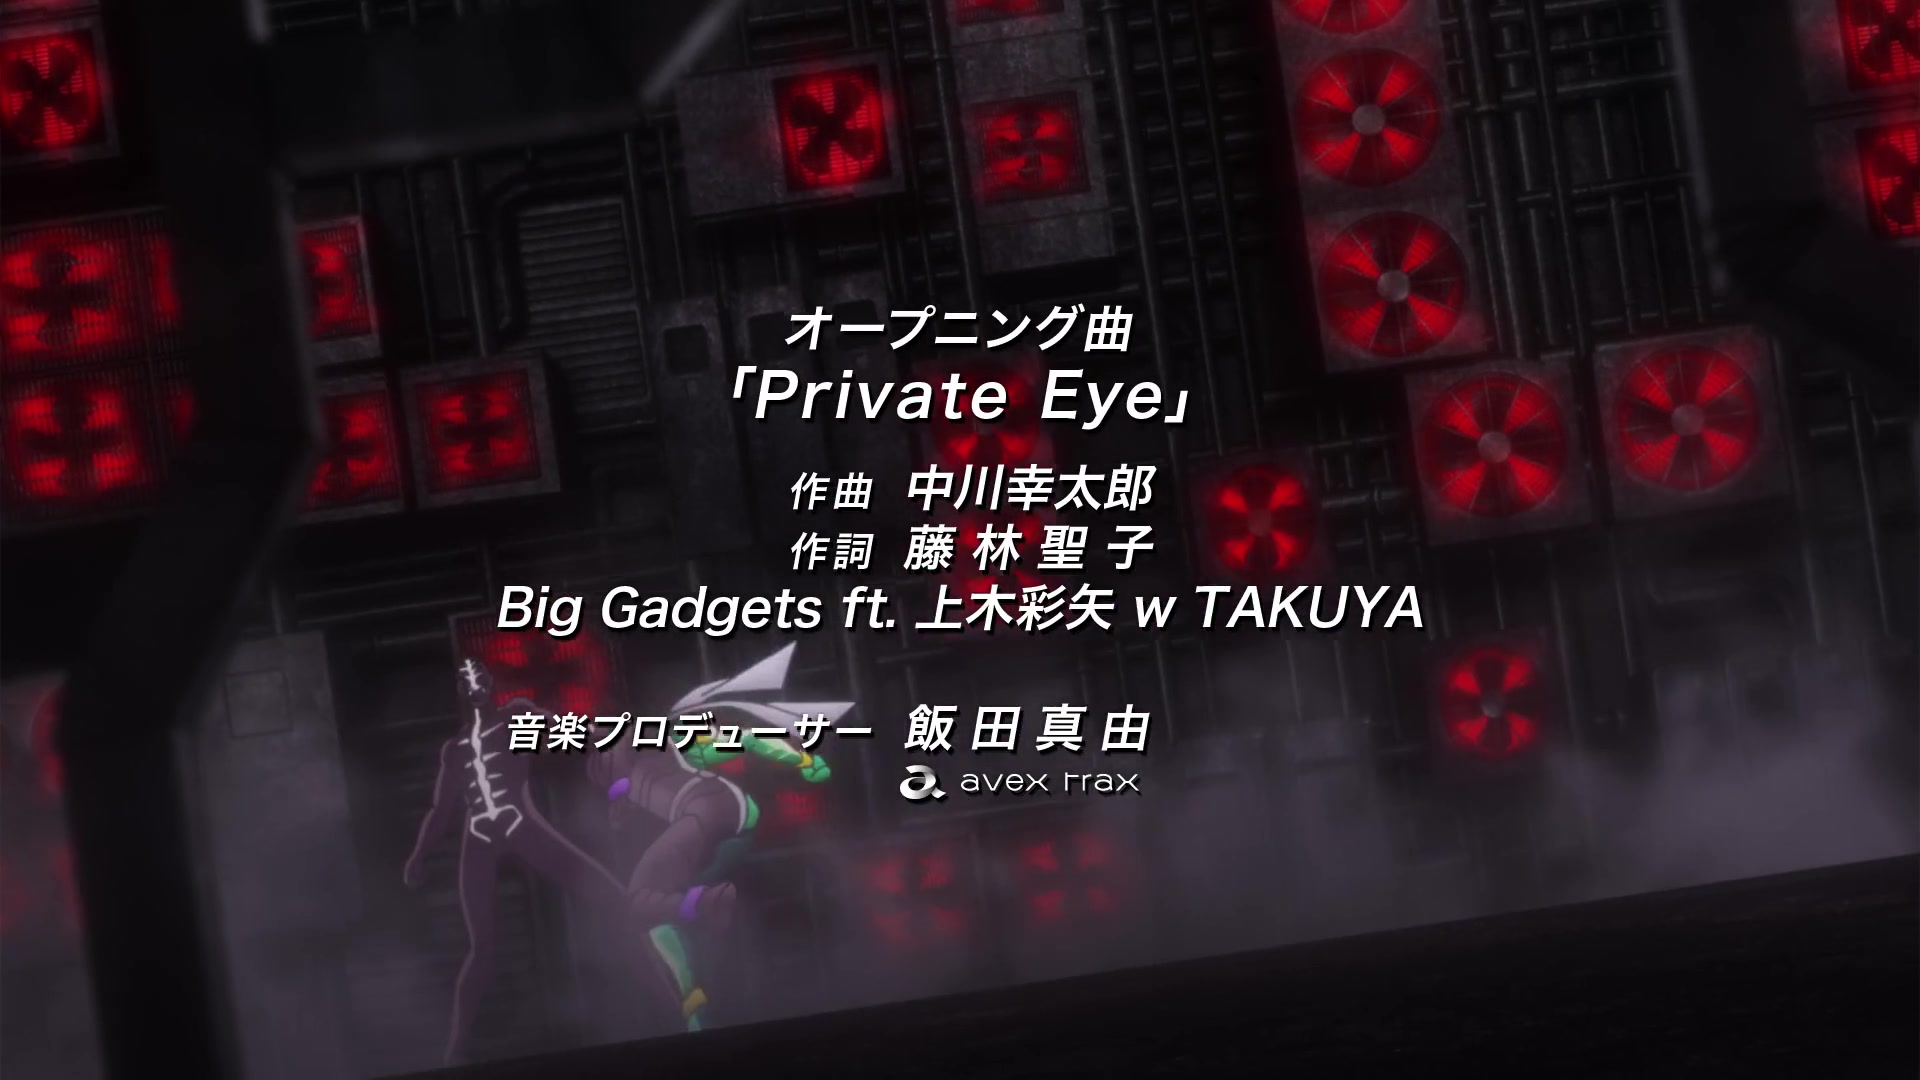 オープニング曲
「Private Eye」
作曲 中川幸太郎
作詞 藤林聖子
Big Gadgets ft. 上木彩矢 w TAKUYA
音楽プロデューサー 飯田真由
avex trax